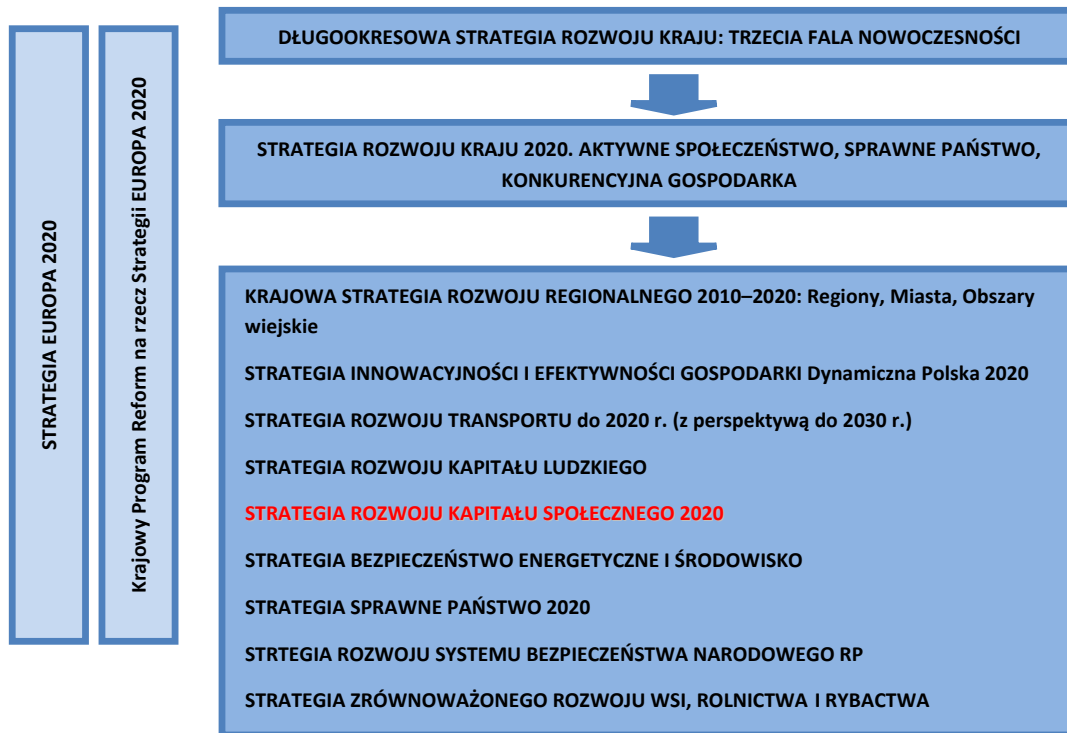 STRATEGIA EUROPA 2020
Krajowy Program Reform na rzecz Strategii EUROPA 2020
DŁUGOOKRESOWA STRATEGIA ROZWOJU KRAJU: TRZECIA FALA NOWOCZESNOŚCI
STRATEGIA ROZWOJU KRAJU 2020. AKTYWNE SPOŁECZEŃSTWO, SPRAWNE PAŃSTWO,
KONKURENCYJNA GOSPODARKA
KRAJOWA STRATEGIA ROZWOJU REGIONALNEGO 2010–2020: Regiony, Miasta, Obszary
wiejskie
STRATEGIA INNOWACYJNOŚCI I EFEKTYWNOŚCI GOSPODARKI Dynamiczna Polska 2020
STRATEGIA ROZWOJU TRANSPORTU do 2020 r. (z perspektywą do 2030 r.)
STRATEGIA ROZWOJU KAPITAŁU LUDZKIEGO
STRATEGIA ROZWOJU KAPITAŁU SPOŁECZNEGO 2020
STRATEGIA BEZPIECZEŃSTWO ENERGETYCZNE I ŚRODOWISKO
STRATEGIA SPRAWNE PAŃSTWO 2020
STRTEGIA ROZWOJU SYSTEMU BEZPIECZEŃSTWA NARODOWEGO RP
STRATEGIA ZRÓWNOWAŻONEGO ROZWOJU WSI, ROLNICTWA I RYBACTWA